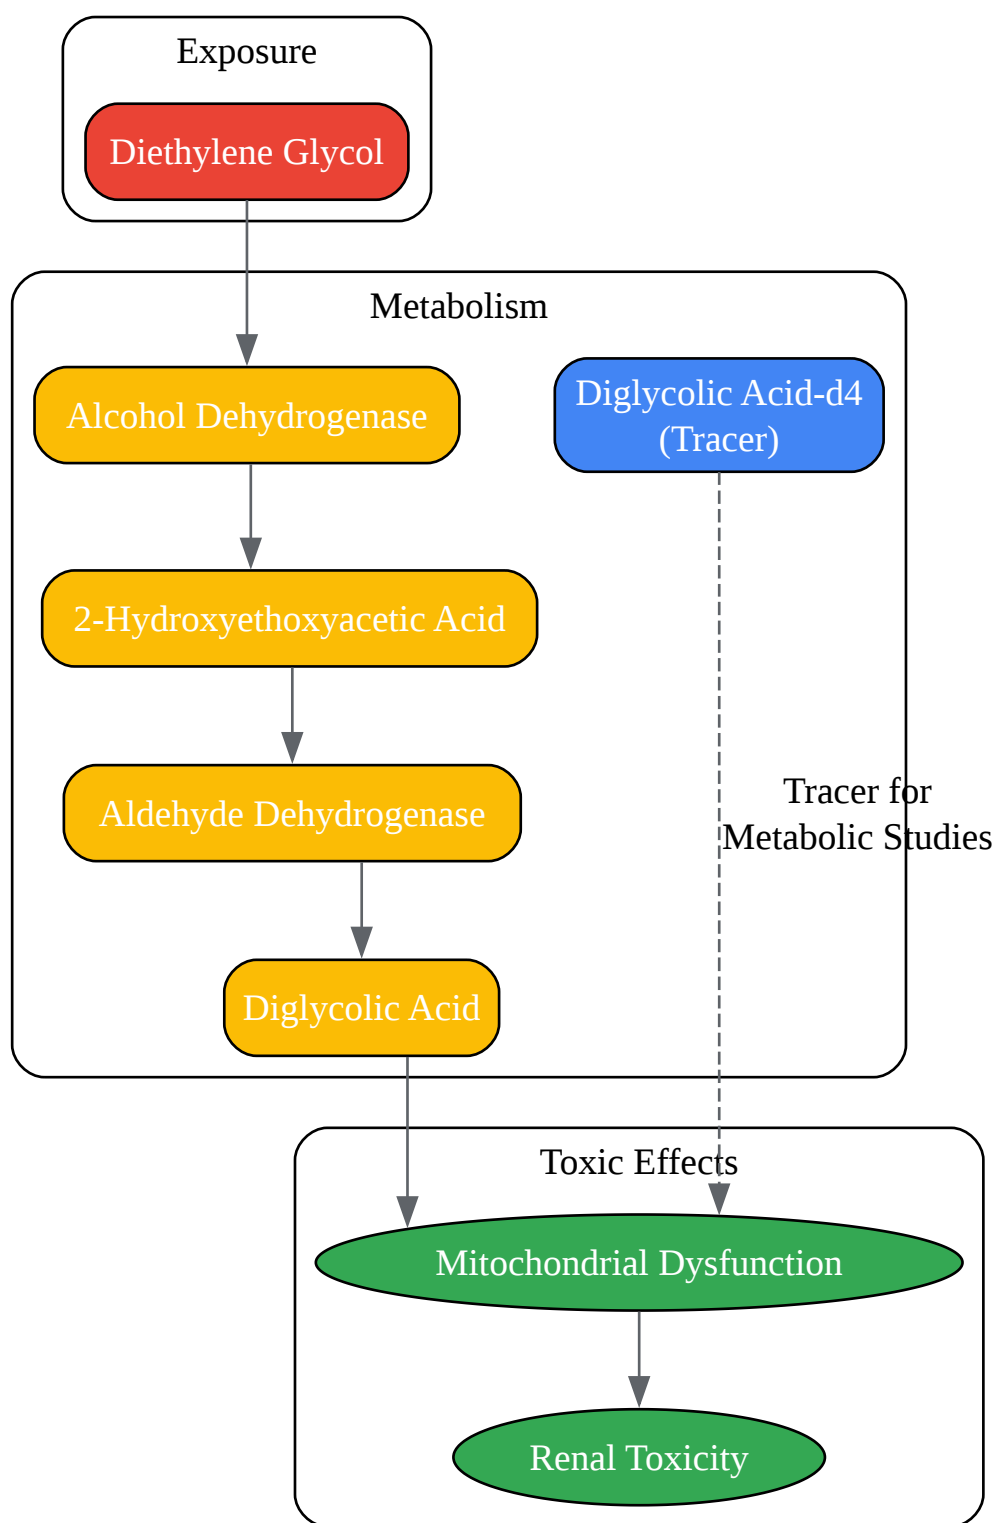 Exposure
Diethylene Glycol
Metabolism
Alcohol Dehydrogenase
Diglycolic Acid-d4
(Tracer)
2-Hydroxyethoxyacetic Acid
Aldehyde Dehydrogenase
Tracer for
Metabolic Studies
Diglycolic Acid
Toxic Effects
Mitochondrial Dysfunction
Renal Toxicity